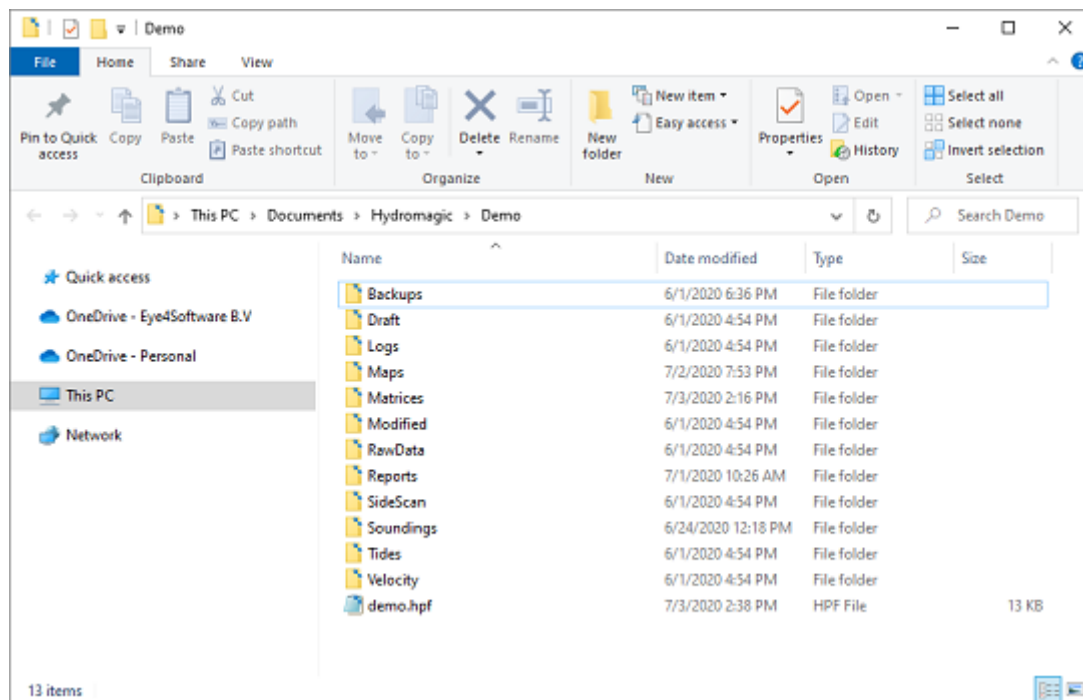 Demo
File Home Share View
Pin to Quick access
Copy
Paste
Cut
Copy path
Paste shortcut
Clipboard
Move to
Copy to
Delete
Rename
Organize
New folder
New item
Easy access
New
Properties
Open
Edit
History
Open
Select all
Select none
Invert selection
Select
This PC > Documents > Hydromagic > Demo
Search Demo
Quick access
OneDrive - Eye4Software B.V
OneDrive - Personal
This PC
Network
Name Date modified Type Size
Backups 6/1/2020 6:36 PM File folder
Draft 6/1/2020 4:54 PM File folder
Logs 6/1/2020 4:54 PM File folder
Maps 7/2/2020 7:53 PM File folder
Matrices 7/3/2020 2:16 PM File folder
Modified 6/1/2020 4:54 PM File folder
RawData 6/1/2020 4:54 PM File folder
Reports 7/1/2020 10:26 AM File folder
SideScan 6/1/2020 4:54 PM File folder
Soundings 6/24/2020 12:18 PM File folder
Tides 6/1/2020 4:54 PM File folder
Velocity 6/1/2020 4:54 PM File folder
demo.hpf 7/3/2020 2:38 PM HPF File 13 KB
13 items